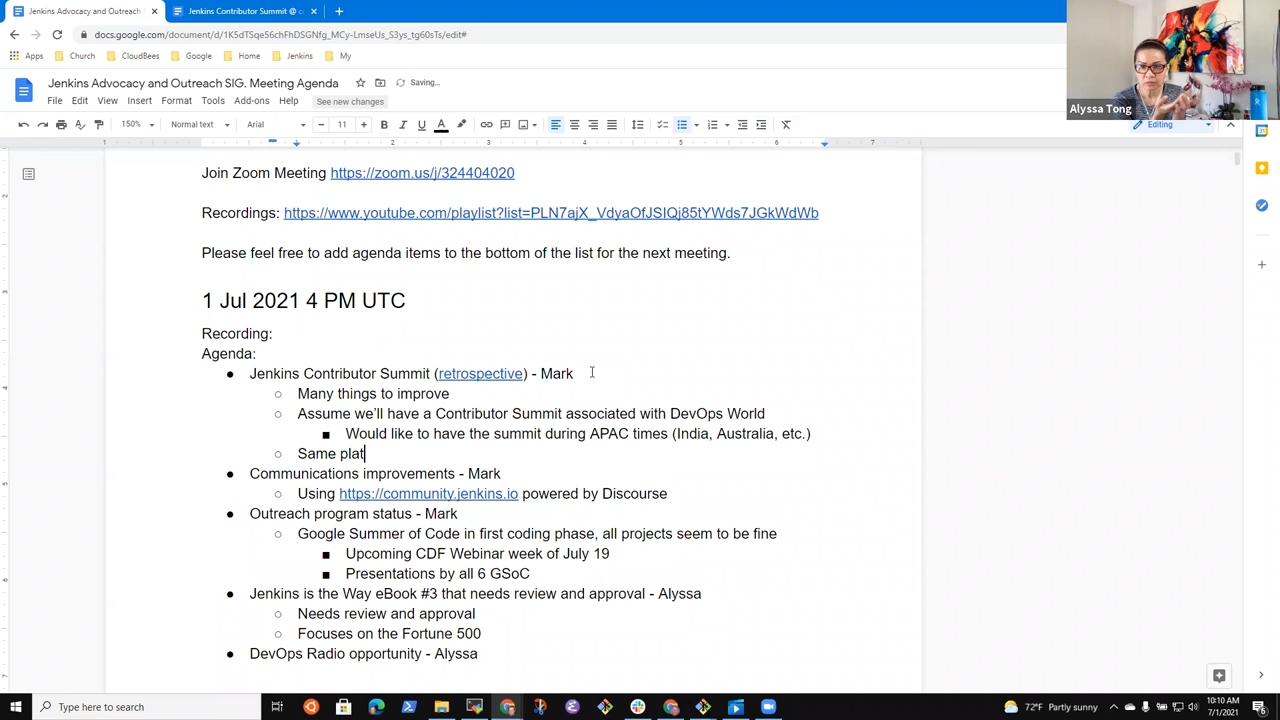 Jenkins Advocacy and Outreach
Jenkins Contributor Summit @ c
docs.google.com/document/d/1K5dTSqe56chFhDSGNfg_MCy-LmseUs_S3ys_tg60sTs/edit#
Apps Church CloudBees Google Home Jenkins My
Jenkins Advocacy and Outreach SIG. Meeting Agenda Saving...
File Edit View Insert Format Tools Add-ons Help See new changes
Alyssa Tong
150% Normal text Arial 11 Editing
1 2 3 4 5 6 7
Join Zoom Meeting https://zoom.us/j/324404020
Recordings: https://www.youtube.com/playlist?list=PLN7ajX_VdyaOfJSIQj85tYWds7JGkWdWb
Please feel free to add agenda items to the bottom of the list for the next meeting.
1 Jul 2021 4 PM UTC
Recording:
Agenda:
● Jenkins Contributor Summit (retrospective) - Mark
○ Many things to improve
○ Assume we'll have a Contributor Summit associated with DevOps World
■ Would like to have the summit during APAC times (India, Australia, etc.)
○ Same plat
● Communications improvements - Mark
○ Using https://community.jenkins.io powered by Discourse
● Outreach program status - Mark
○ Google Summer of Code in first coding phase, all projects seem to be fine
■ Upcoming CDF Webinar week of July 19
■ Presentations by all 6 GSoC
● Jenkins is the Way eBook #3 that needs review and approval - Alyssa
○ Needs review and approval
○ Focuses on the Fortune 500
● DevOps Radio opportunity - Alyssa
Type here to search
72°F Partly sunny
10:10 AM
7/1/2021